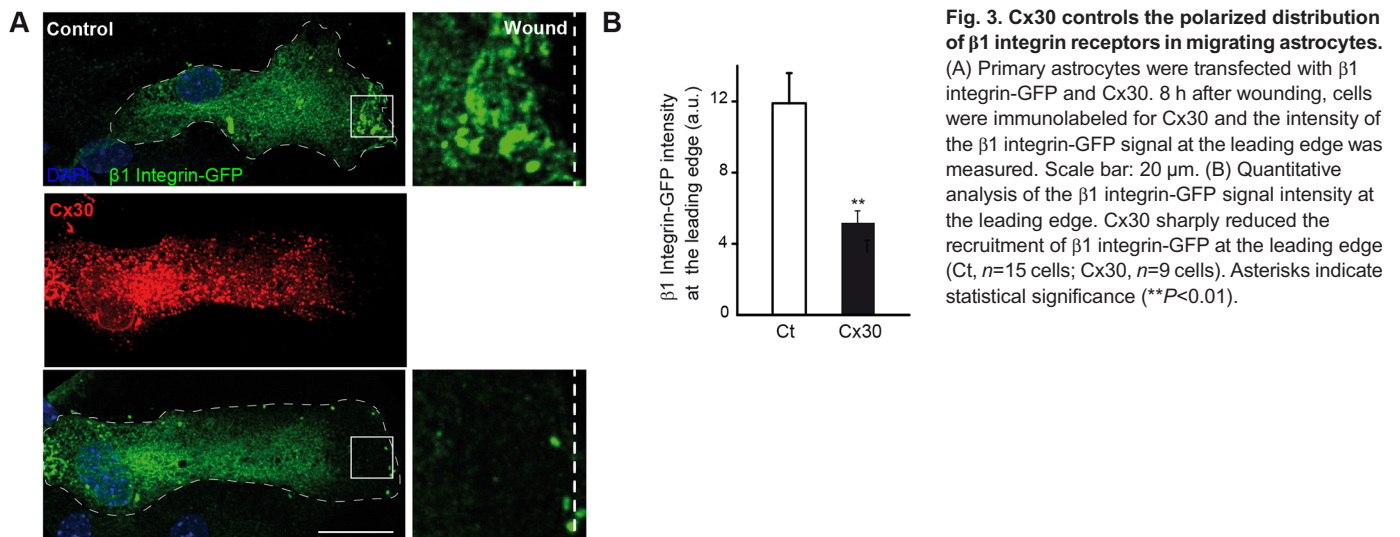 A
Control
Wound
DAPI
β1 Integrin-GFP
Cx30
B
β1 Integrin-GFP intensity
at the leading edge (a.u.)
12
8
4
0
**
Ct
Cx30
Fig. 3. Cx30 controls the polarized distribution
of β1 integrin receptors in migrating astrocytes.
(A) Primary astrocytes were transfected with β1
integrin-GFP and Cx30. 8 h after wounding, cells
were immunolabeled for Cx30 and the intensity of
the β1 integrin-GFP signal at the leading edge was
measured. Scale bar: 20 µm. (B) Quantitative
analysis of the β1 integrin-GFP signal intensity at
the leading edge. Cx30 sharply reduced the
recruitment of β1 integrin-GFP at the leading edge
(Ct, n=15 cells; Cx30, n=9 cells). Asterisks indicate
statistical significance (**P<0.01).